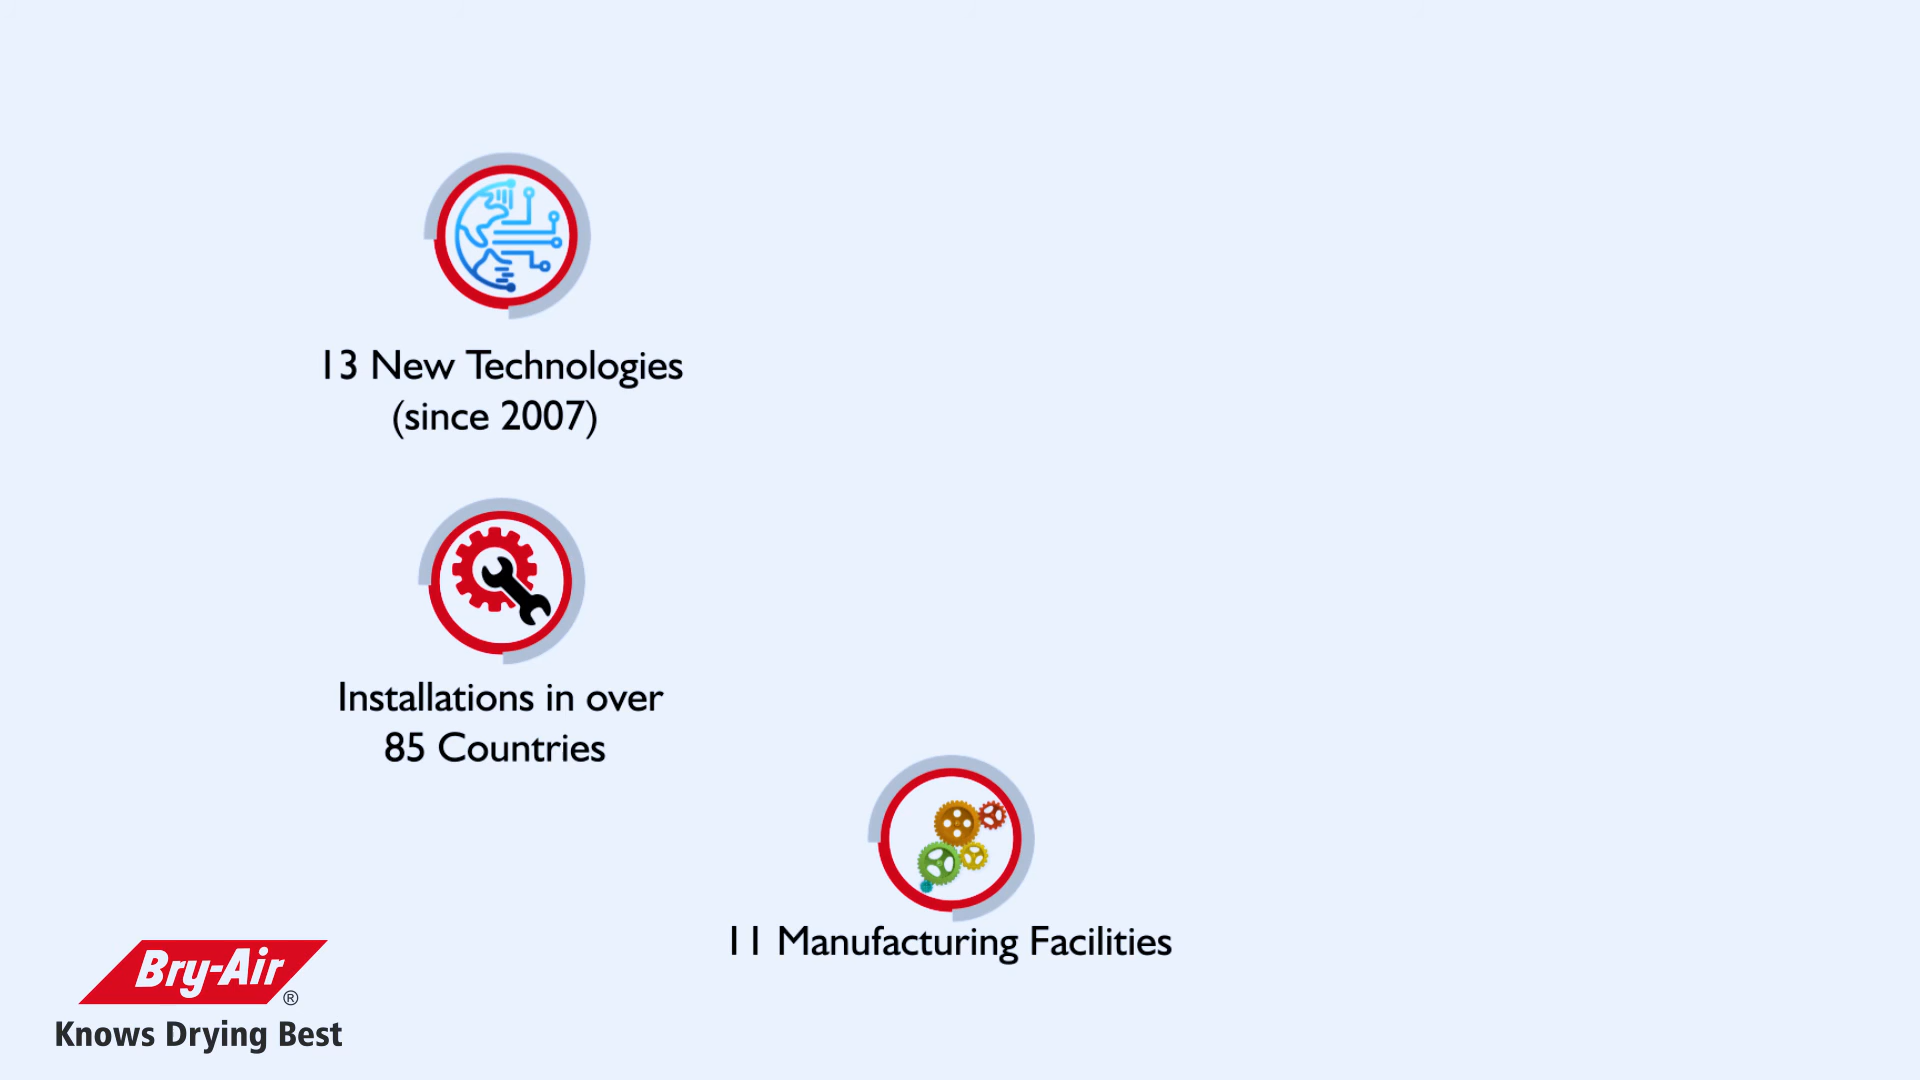 13 New Technologies
(since 2007)
Installations in over
85 Countries
11 Manufacturing Facilities
Bry-Air®
Knows Drying Best